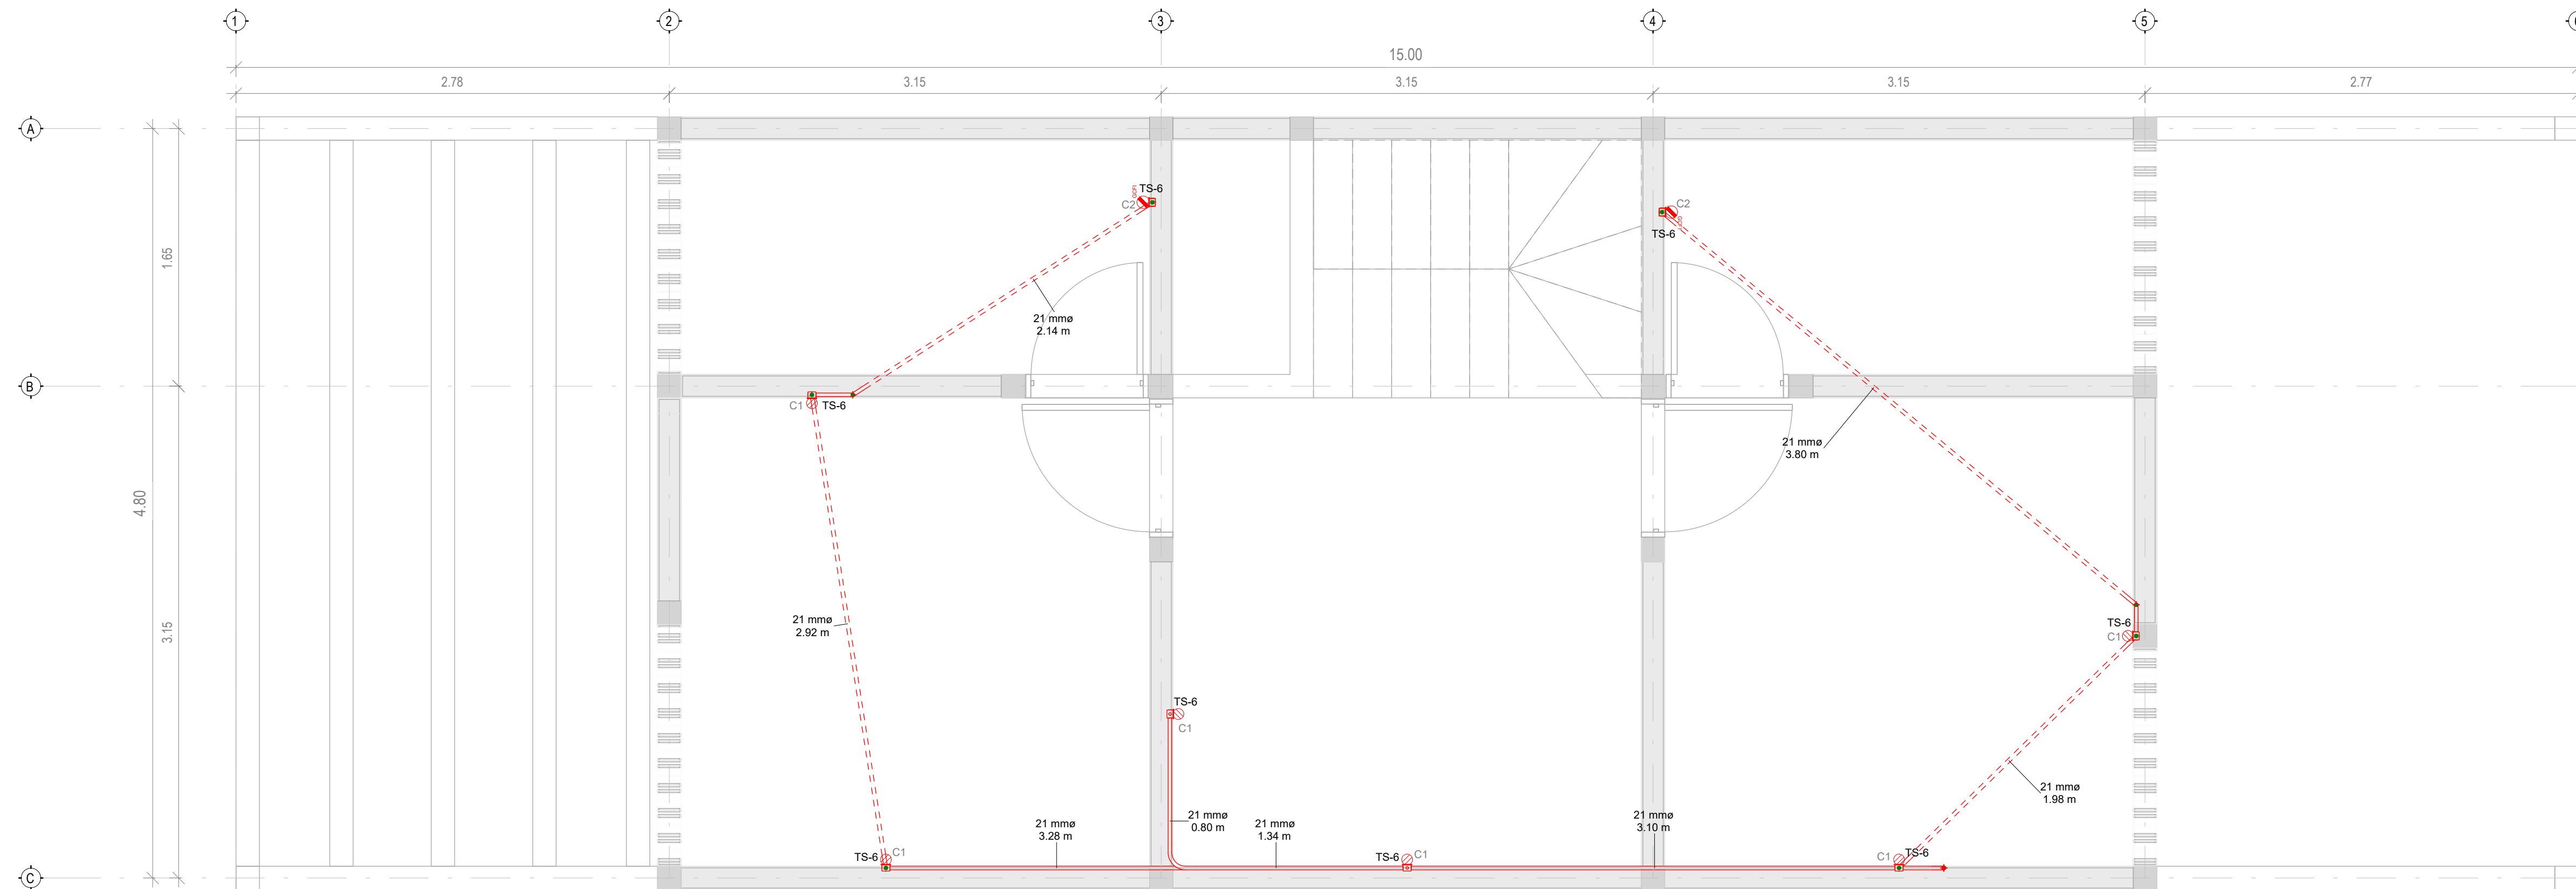 1
2
3
4
5
15.00
2.78
3.15
3.15
3.15
2.77
A
B
C
1.65
4.80
3.15
GCFI
TS-6
C2
C2
TS-6
21 mmø
2.14 m
C1
TS-6
21 mmø
3.80 m
21 mmø
2.92 m
TS-6
C1
TS-6
C1
21 mmø
1.98 m
21 mmø
3.28 m
21 mmø
0.80 m
21 mmø
1.34 m
21 mmø
3.10 m
TS-6
C1
TS-6
C1
C1
TS-6